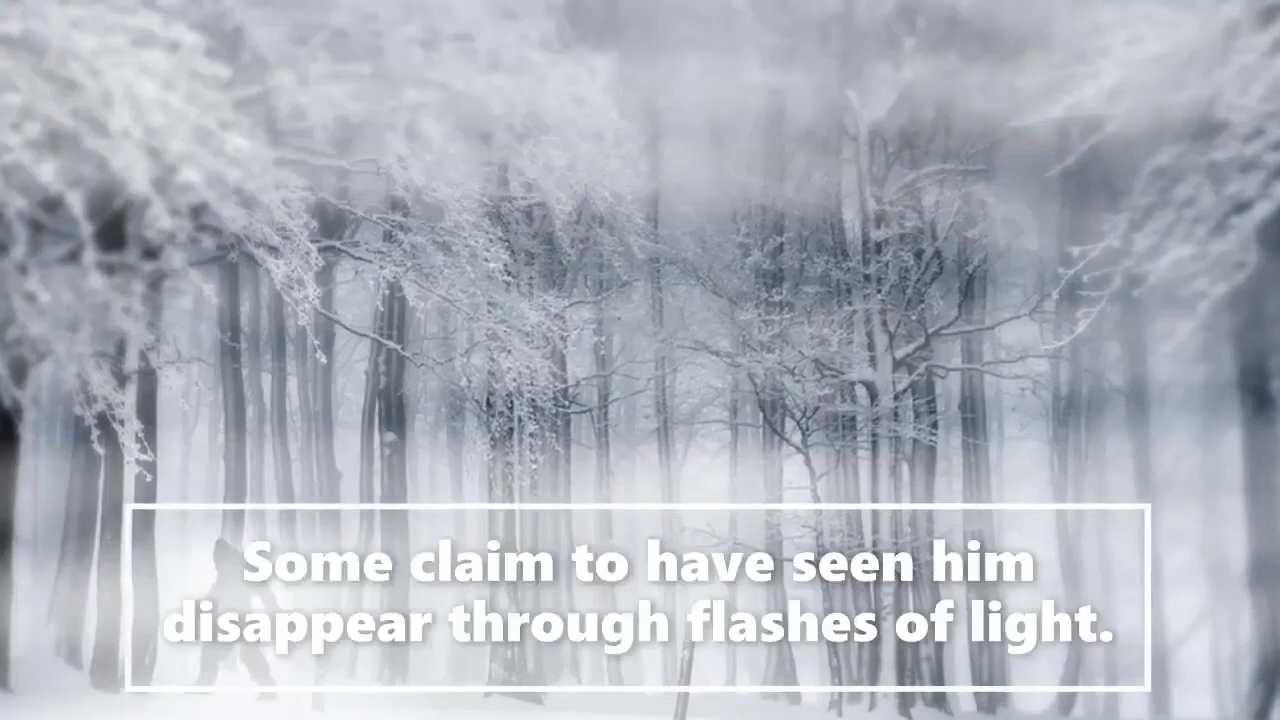 Some claim to have seen him
disappear through flashes of light.